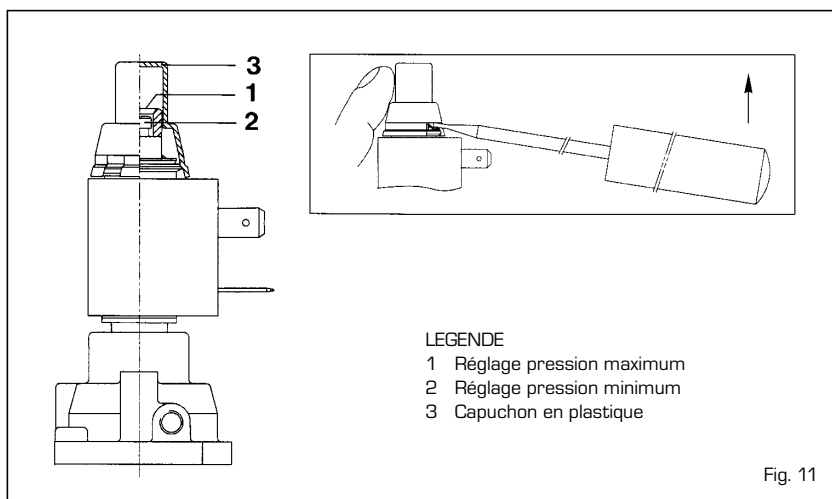 3
1
2
LEGENDE
1 Réglage pression maximum
2 Réglage pression minimum
3 Capuchon en plastique
Fig. 11